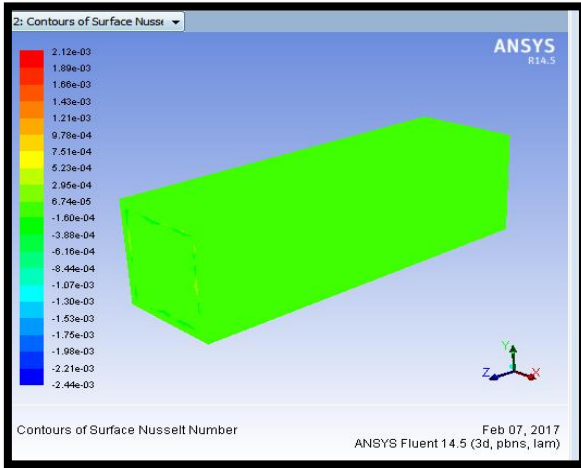 2: Contours of Surface Nusse
ANSYS
R14.5
2.12e-03
1.89e-03
1.66e-03
1.43e-03
1.21e-03
9.78e-04
7.51e-04
5.23e-04
2.95e-04
6.74e-05
-1.60e-04
-3.88e-04
-6.16e-04
-8.44e-04
-1.07e-03
-1.30e-03
-1.53e-03
-1.75e-03
-1.98e-03
-2.21e-03
-2.44e-03
Y
Z
X
Contours of Surface Nusselt Number
Feb 07, 2017
ANSYS Fluent 14.5 (3d, pbns, lam)